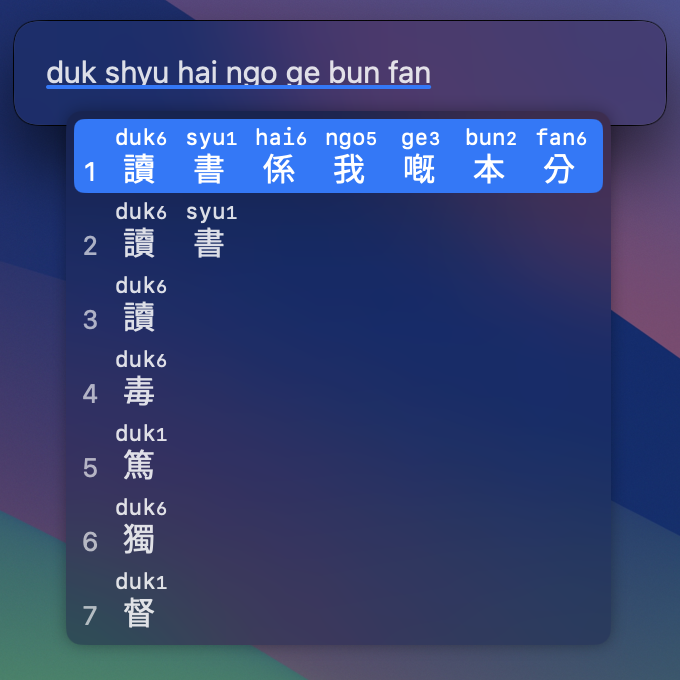 duk shyu hai ngo ge bun fan
duk6 syu1 hai6 ngo5 ge3 bun2 fan6
1 讀 書 係 我 嘅 本 分
duk6 syu1
2 讀 書
duk6
3 讀
duk6
4 毒
duk1
5 篤
duk6
6 獨
duk1
7 督